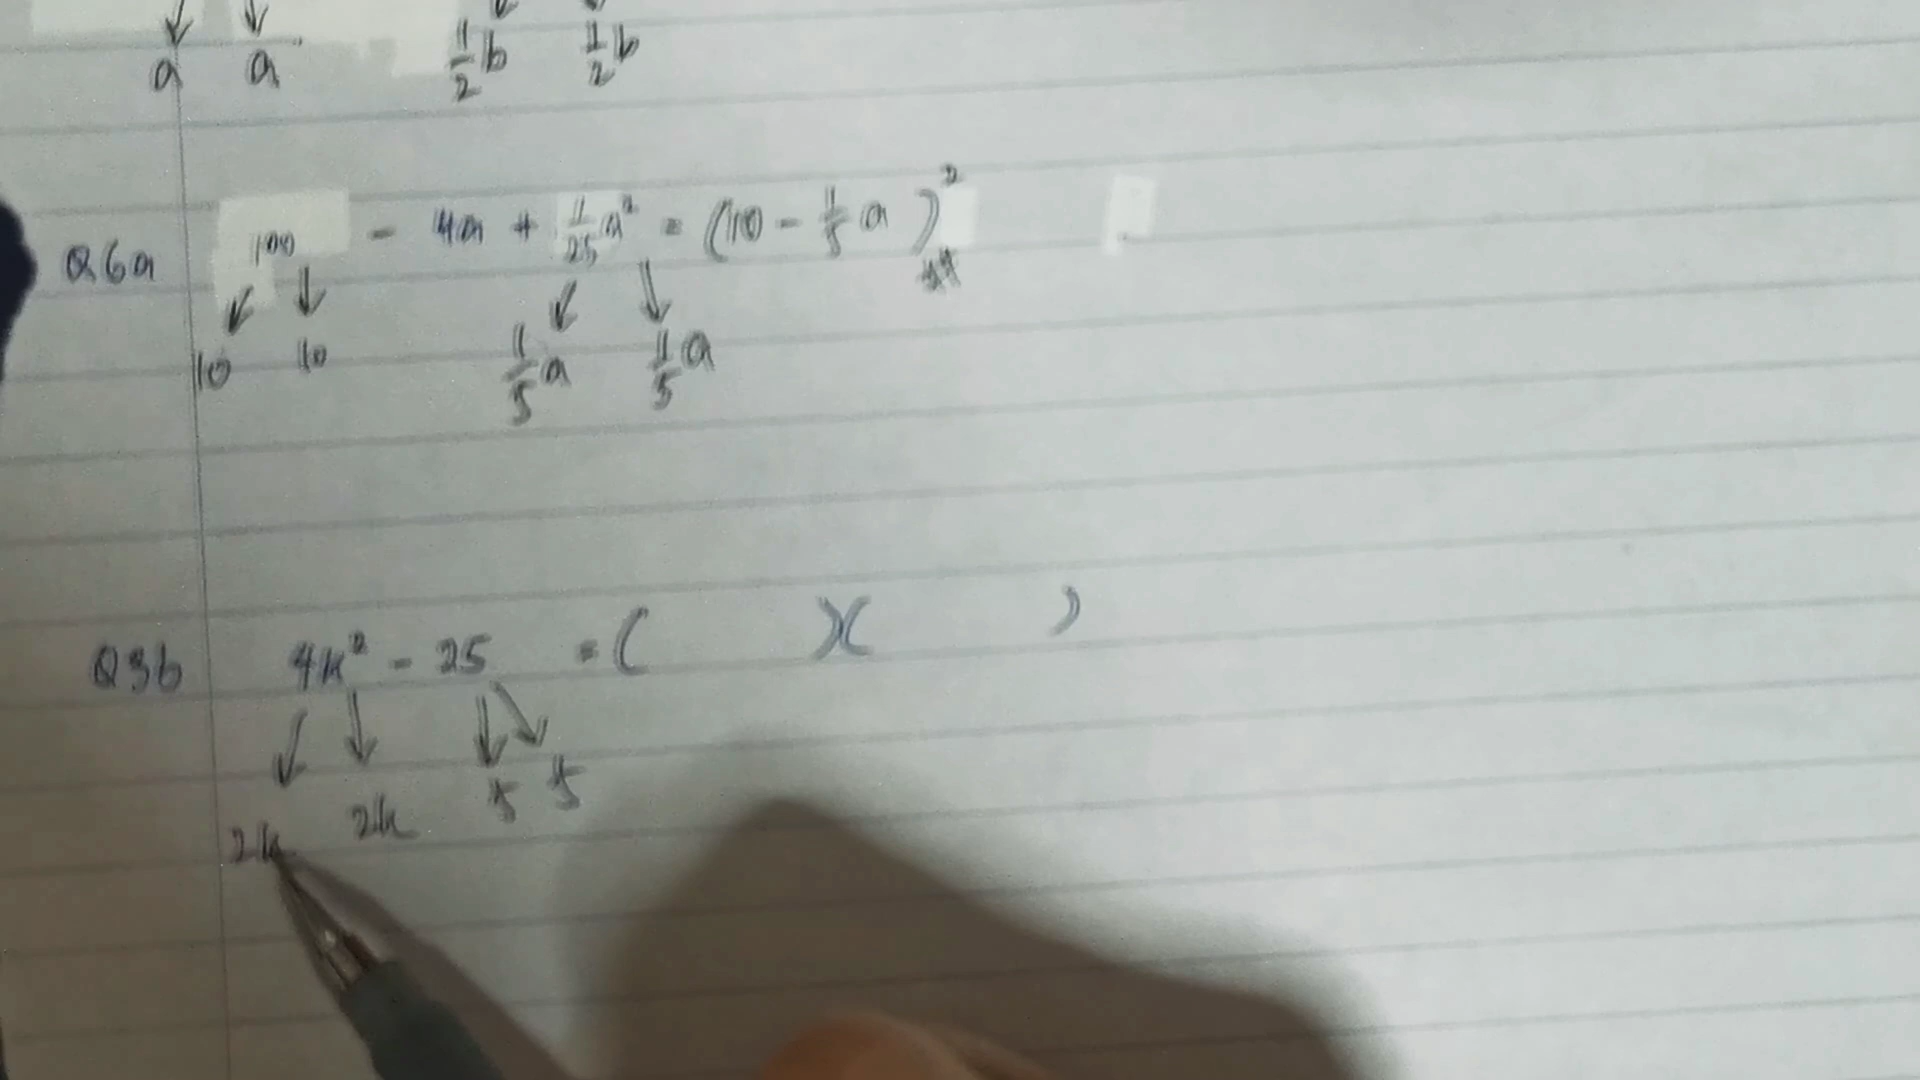 a a 1/2 b 1/2 b
Q6a 100 - 4a + 1/25 a² = (10 - 1/5 a)²
10 10 1/5 a 1/5 a
Q3b 4k² - 25 = ( )( )
2k 2k 5 5